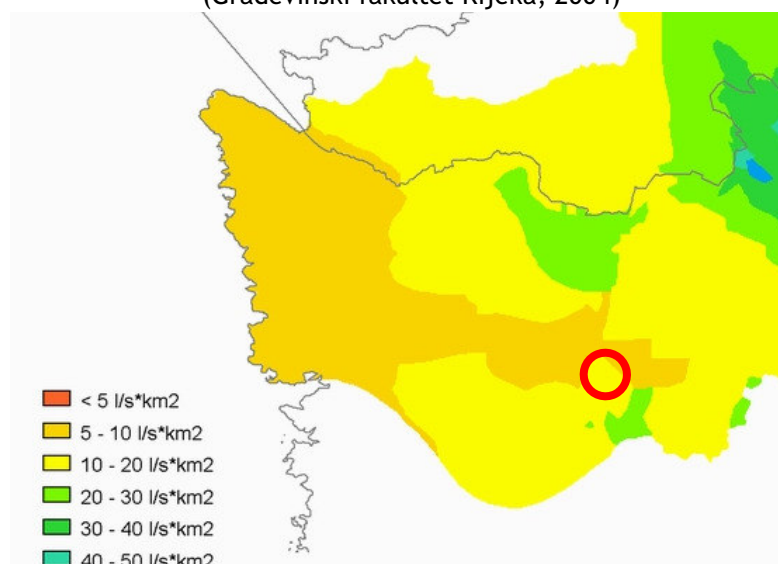 (Građevinski fakultet Rijeka, 2004)
< 5 l/s*km2
5 - 10 l/s*km2
10 - 20 l/s*km2
20 - 30 l/s*km2
30 - 40 l/s*km2
40 - 50 l/s*km2